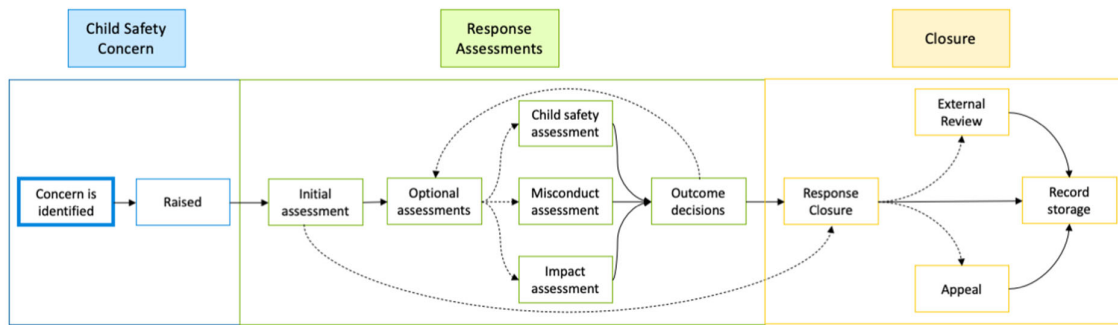 Child Safety
Concern
Response
Assessments
Closure
Concern is
identified
Raised
Initial
assessment
Optional
assessments
Child safety
assessment
Misconduct
assessment
Impact
assessment
Outcome
decisions
Response
Closure
External
Review
Appeal
Record
storage